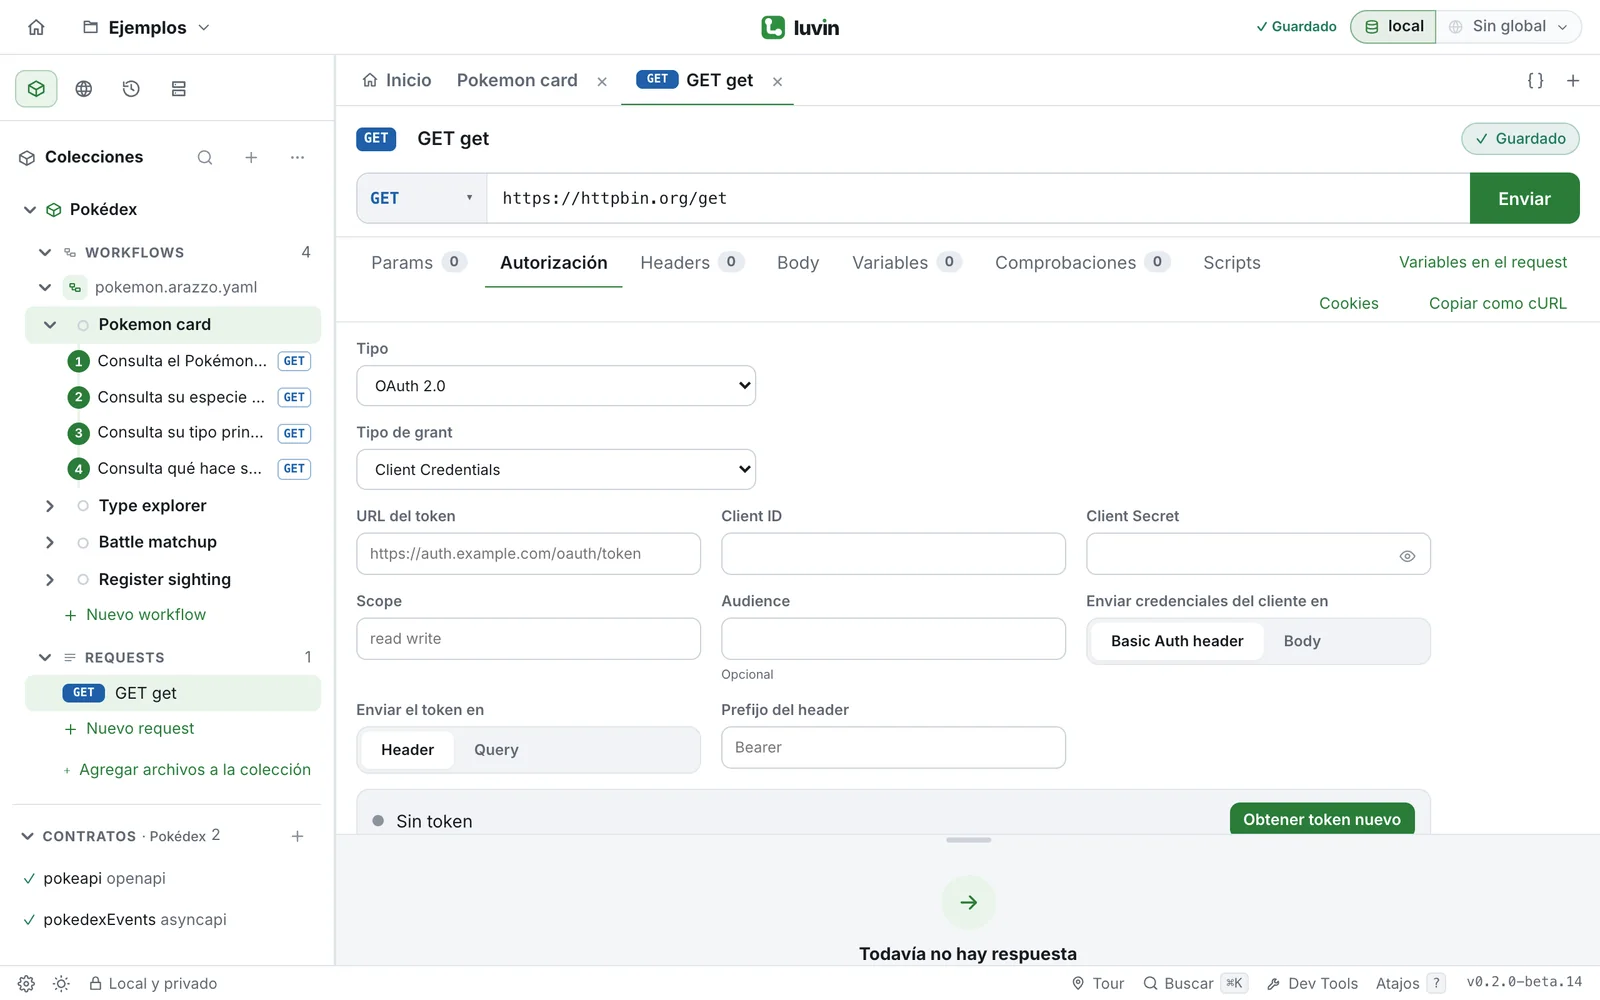 Ejemplos
luvin
Guardado
local
Sin global
Inicio
Pokemon card
GET GET get
{ }
Colecciones
GET GET get
Guardado
GET
https://httpbin.org/get
Enviar
Pokédex
WORKFLOWS 4
pokemon.arazzo.yaml
Pokemon card
1 Consulta el Pokémon... GET
2 Consulta su especie ... GET
3 Consulta su tipo prin... GET
4 Consulta qué hace s... GET
Type explorer
Battle matchup
Register sighting
+ Nuevo workflow
REQUESTS 1
GET GET get
+ Nuevo request
+ Agregar archivos a la colección
CONTRATOS · Pokédex 2
pokeapi openapi
pokedexEvents asyncapi
Params 0
Autorización
Headers 0
Body
Variables 0
Comprobaciones 0
Scripts
Variables en el request
Cookies
Copiar como cURL
Tipo
OAuth 2.0
Tipo de grant
Client Credentials
URL del token
Client ID
Client Secret
https://auth.example.com/oauth/token
Scope
Audience
Enviar credenciales del cliente en
read write
Basic Auth header
Body
Opcional
Enviar el token en
Prefijo del header
Header
Query
Bearer
Sin token
Obtener token nuevo
Todavía no hay respuesta
Local y privado
Tour
Buscar ⌘K
Dev Tools
Atajos ?
v0.2.0-beta.14